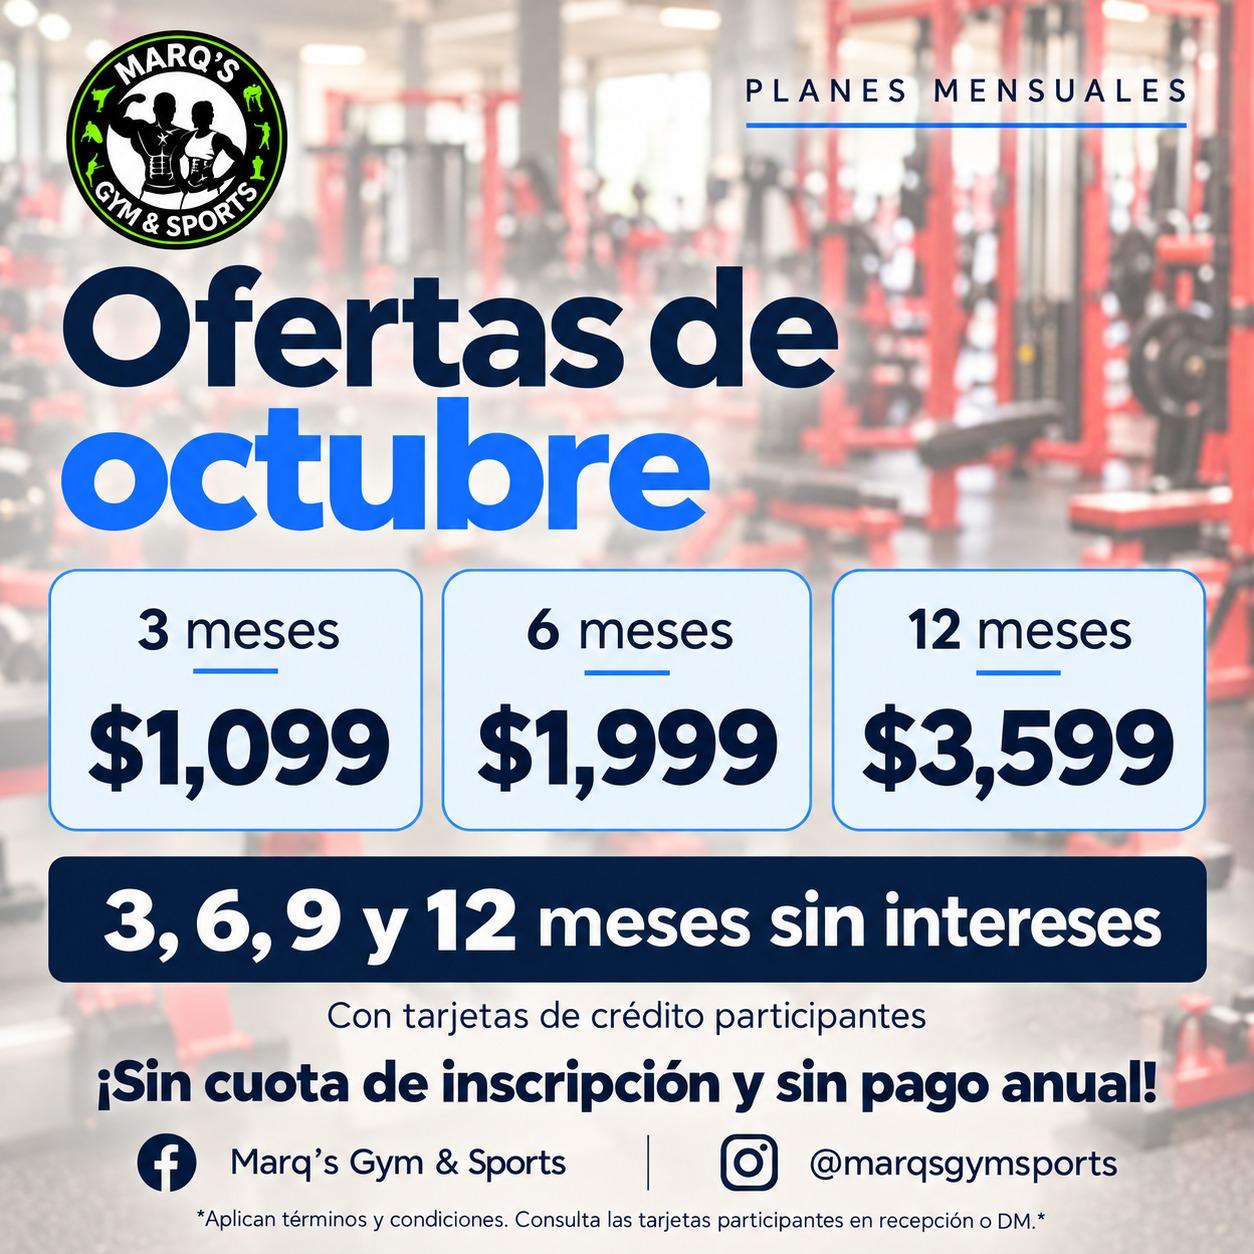 MARQ'S
GYM & SPORTS
PLANES MENSUALES
Ofertas de
octubre
3 meses
$1,099
6 meses
$1,999
12 meses
$3,599
3, 6, 9 y 12 meses sin intereses
Con tarjetas de crédito participantes
¡Sin cuota de inscripción y sin pago anual!
Marq's Gym & Sports
@marqsgymsports
*Aplican términos y condiciones. Consulta las tarjetas participantes en recepción o DM.*